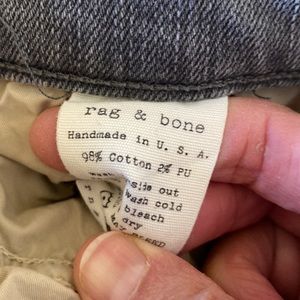 rag & bone
Handmade in U.S.A.
98% Cotton 2% PU
side out
wash cold
bleach
dry